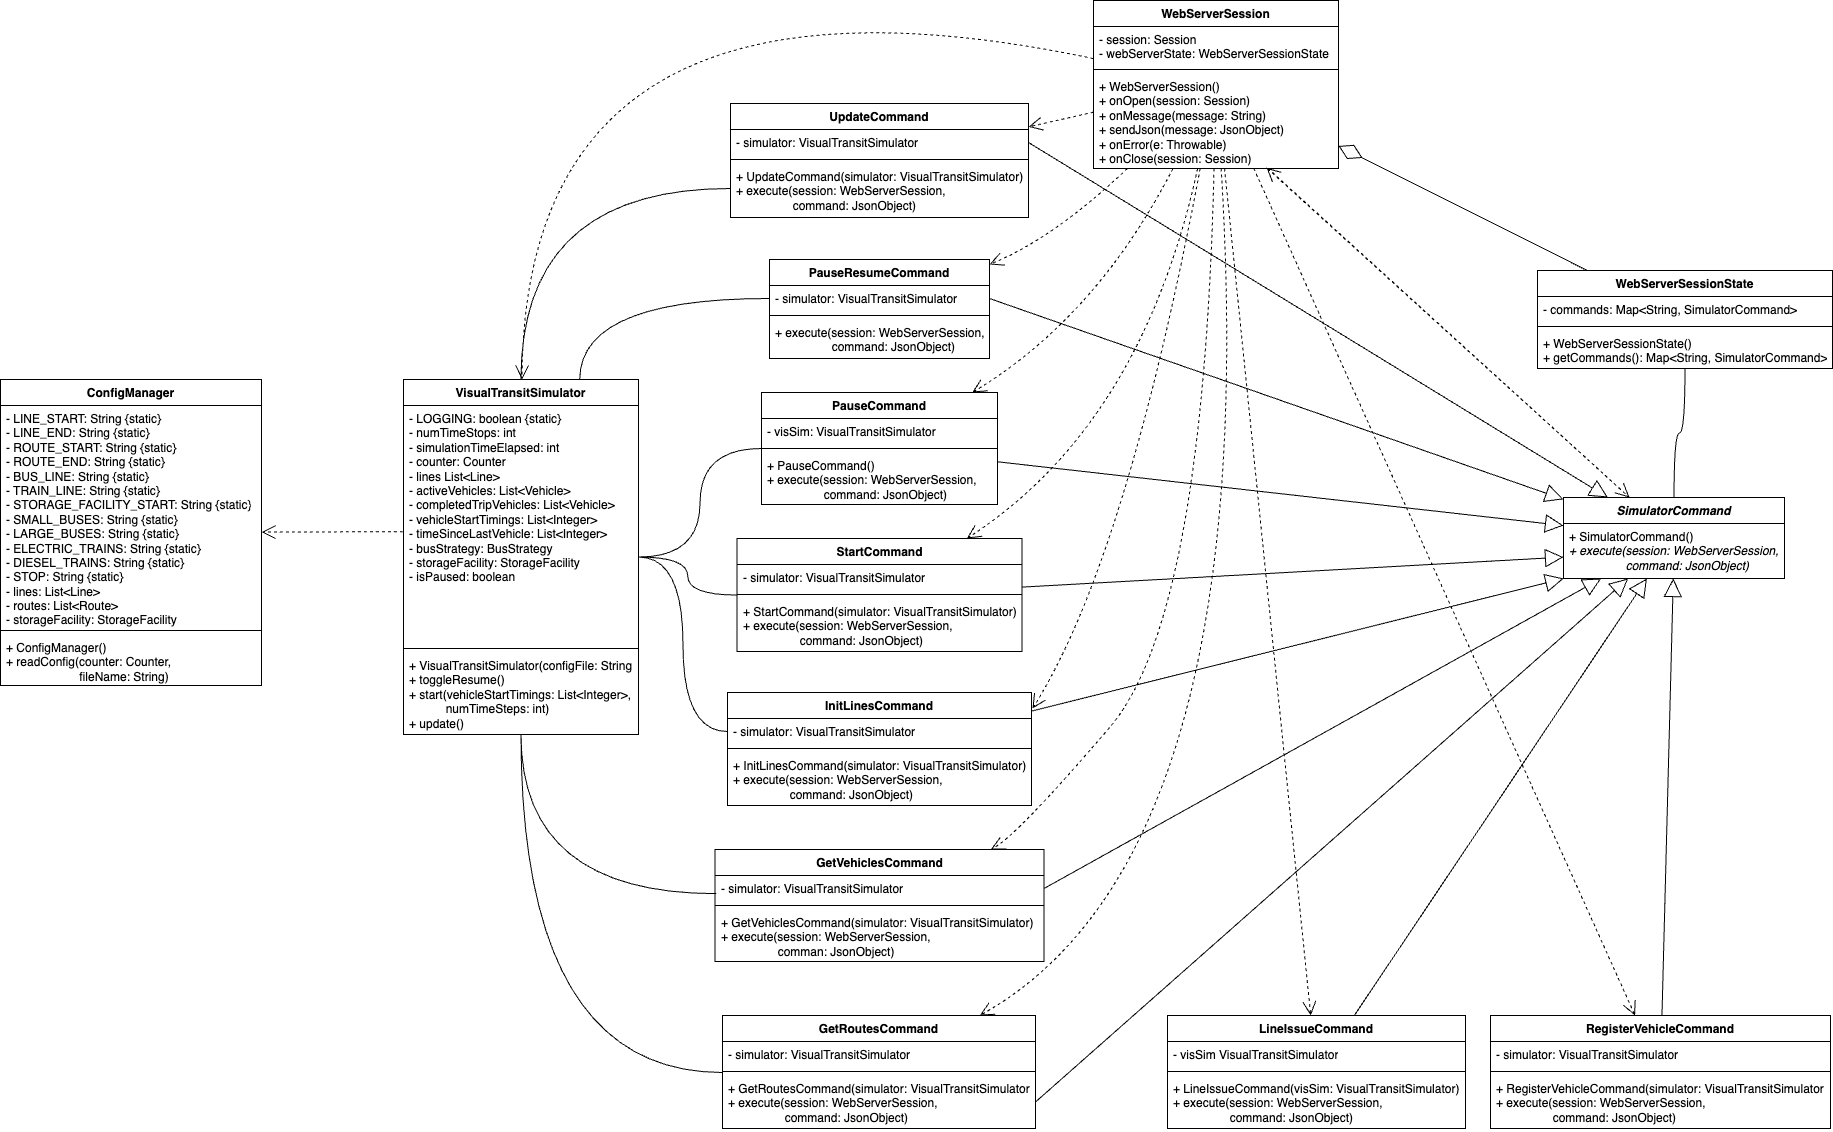 WebServerSession
- session: Session
- webServerState: WebServerSessionState
+ WebServerSession()
+ onOpen(session: Session)
+ onMessage(message: String)
+ sendJson(message: JsonObject)
+ onError(e: Throwable)
+ onClose(session: Session)
UpdateCommand
- simulator: VisualTransitSimulator
+ UpdateCommand(simulator: VisualTransitSimulator)
+ execute(session: WebServerSession,
command: JsonObject)
PauseResumeCommand
- simulator: VisualTransitSimulator
+ execute(session: WebServerSession,
command: JsonObject)
WebServerSessionState
- commands: Map<String, SimulatorCommand>
+ WebServerSessionState()
+ getCommands(): Map<String, SimulatorCommand>
ConfigManager
- LINE_START: String {static}
- LINE_END: String {static}
- ROUTE_START: String {static}
- ROUTE_END: String {static}
- BUS_LINE: String {static}
- TRAIN_LINE: String {static}
- STORAGE_FACILITY_START: String {static}
- SMALL_BUSES: String {static}
- LARGE_BUSES: String {static}
- ELECTRIC_TRAINS: String {static}
- DIESEL_TRAINS: String {static}
- STOP: String {static}
- lines: List<Line>
- routes: List<Route>
- storageFacility: StorageFacility
+ ConfigManager()
+ readConfig(counter: Counter,
fileName: String)
VisualTransitSimulator
- LOGGING: boolean {static}
- numTimeStops: int
- simulationTimeElapsed: int
- counter: Counter
- lines List<Line>
- activeVehicles: List<Vehicle>
- completedTripVehicles: List<Vehicle>
- vehicleStartTimings: List<Integer>
- timeSinceLastVehicle: List<Integer>
- busStrategy: BusStrategy
- storageFacility: StorageFacility
- isPaused: boolean
+ VisualTransitSimulator(configFile: String
+ toggleResume()
+ start(vehicleStartTimings: List<Integer>,
numTimeSteps: int)
+ update()
PauseCommand
- visSim: VisualTransitSimulator
+ PauseCommand()
+ execute(session: WebServerSession,
command: JsonObject)
SimulatorCommand
+ SimulatorCommand()
+ execute(session: WebServerSession,
command: JsonObject)
StartCommand
- simulator: VisualTransitSimulator
+ StartCommand(simulator: VisualTransitSimulator)
+ execute(session: WebServerSession,
command: JsonObject)
InitLinesCommand
- simulator: VisualTransitSimulator
+ InitLinesCommand(simulator: VisualTransitSimulator)
+ execute(session: WebServerSession,
command: JsonObject)
GetVehiclesCommand
- simulator: VisualTransitSimulator
+ GetVehiclesCommand(simulator: VisualTransitSimulator)
+ execute(session: WebServerSession,
comman: JsonObject)
GetRoutesCommand
- simulator: VisualTransitSimulator
+ GetRoutesCommand(simulator: VisualTransitSimulator
+ execute(session: WebServerSession,
command: JsonObject)
LineIssueCommand
- visSim VisualTransitSimulator
+ LineIssueCommand(visSim: VisualTransitSimulator)
+ execute(session: WebServerSession,
command: JsonObject)
RegisterVehicleCommand
- simulator: VisualTransitSimulator
+ RegisterVehicleCommand(simulator: VisualTransitSimulator
+ execute(session: WebServerSession,
command: JsonObject)